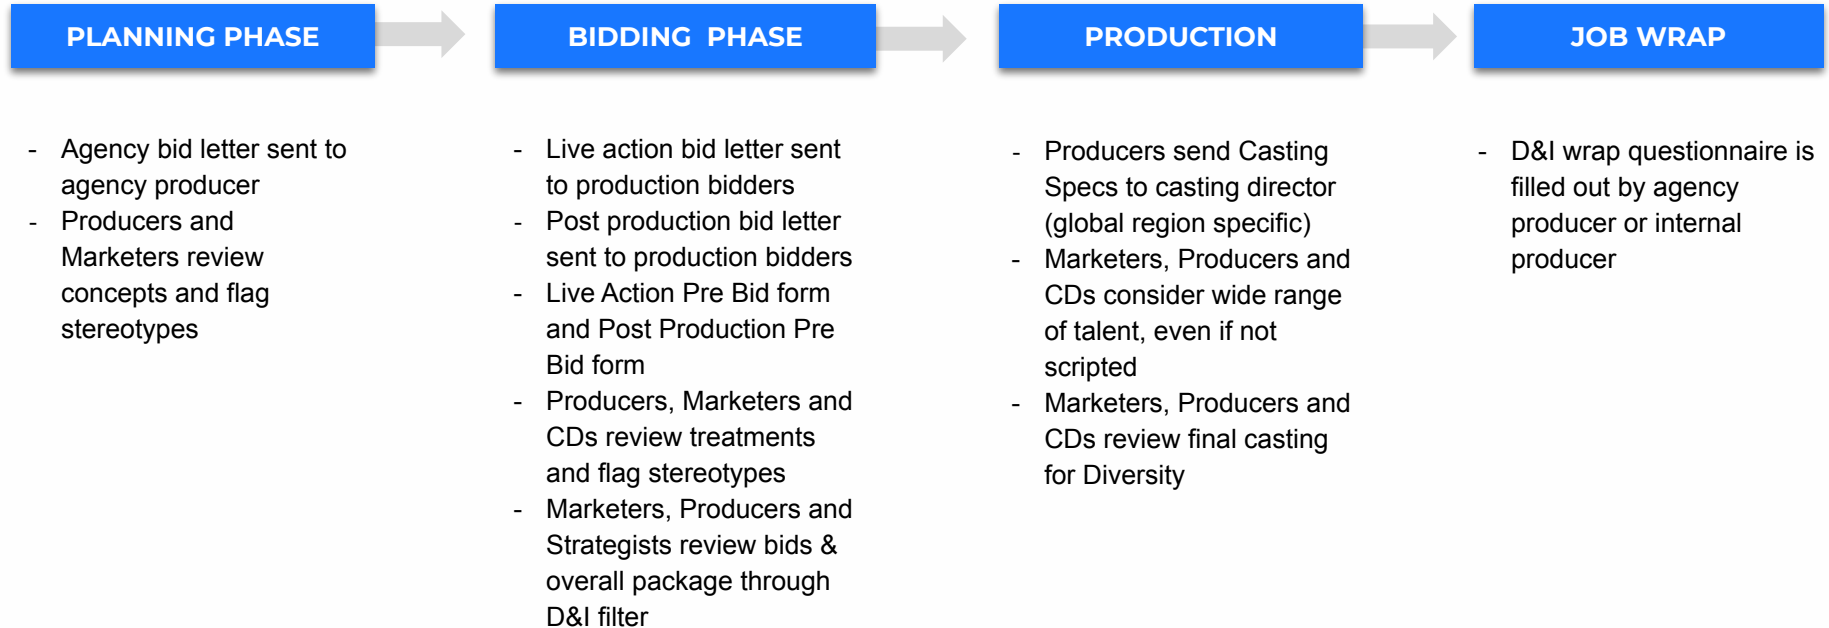 PLANNING PHASE
- Agency bid letter sent to
agency producer
- Producers and
Marketers review
concepts and flag
stereotypes
BIDDING PHASE
- Live action bid letter sent
to production bidders
- Post production bid letter
sent to production bidders
- Live Action Pre Bid form
and Post Production Pre
Bid form
- Producers, Marketers and
CDs review treatments
and flag stereotypes
- Marketers, Producers and
Strategists review bids &
overall package through
D&I filter
PRODUCTION
- Producers send Casting
Specs to casting director
(global region specific)
- Marketers, Producers and
CDs consider wide range
of talent, even if not
scripted
- Marketers, Producers and
CDs review final casting
for Diversity
JOB WRAP
- D&I wrap questionnaire is
filled out by agency
producer or internal
producer